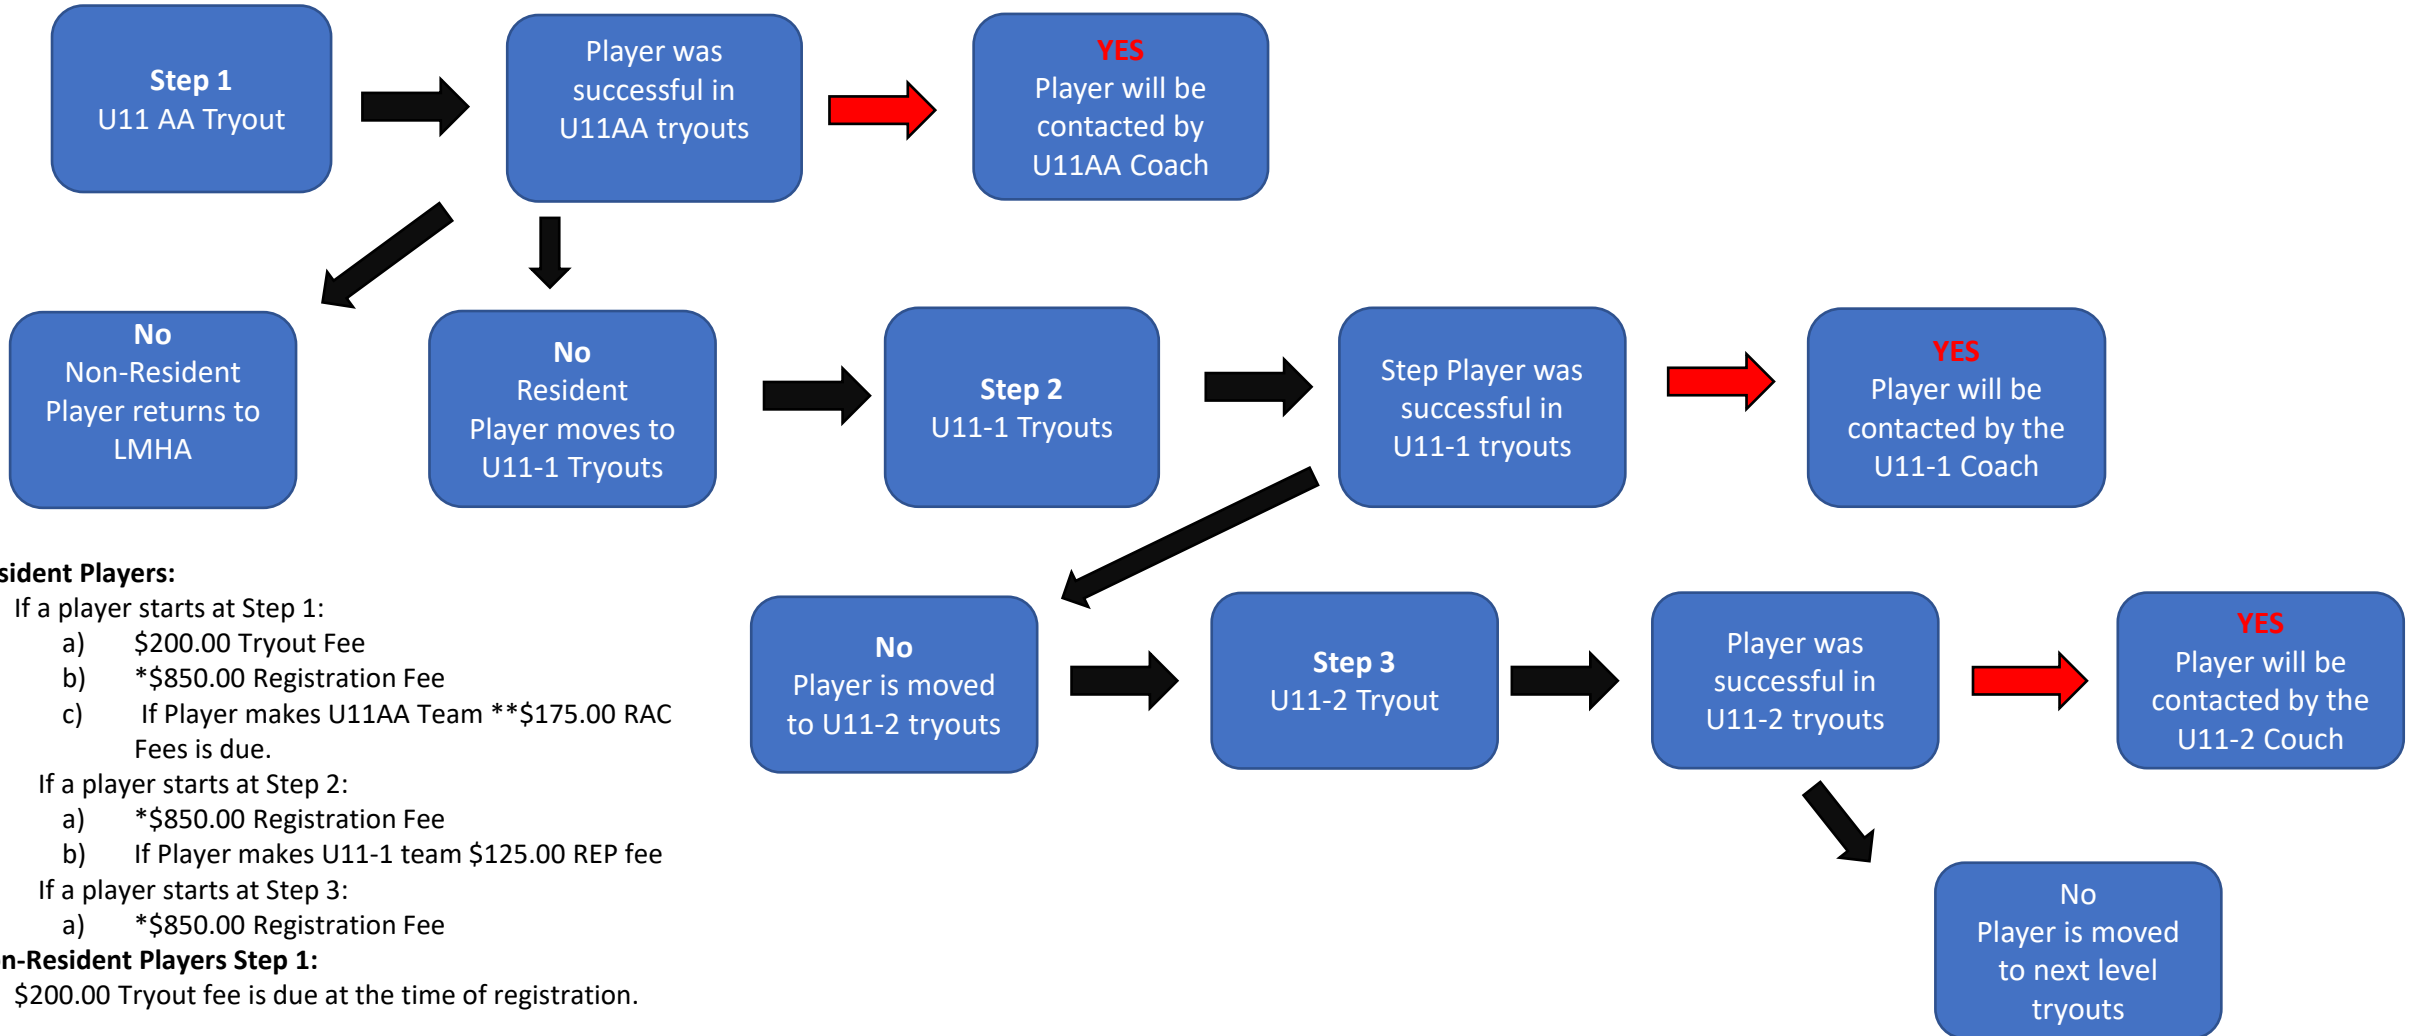 Step 1
U11 AA Tryout
Player was
successful in
U11AA tryouts
YES
Player will be
contacted by
U11AA Coach
No
Non-Resident
Player returns to
LMHA
No
Resident
Player moves to
U11-1 Tryouts
Step 2
U11-1 Tryouts
Step Player was
successful in
U11-1 tryouts
YES
Player will be
contacted by the
U11-1 Coach
No
Player is moved
to U11-2 tryouts
Step 3
U11-2 Tryout
Player was
successful in
U11-2 tryouts
YES
Player will be
contacted by the
U11-2 Couch
No
Player is moved
to next level
tryouts
sident Players:
If a player starts at Step 1:
a) $200.00 Tryout Fee
b) *$850.00 Registration Fee
c) If Player makes U11AA Team **$175.00 RAC
Fees is due.
If a player starts at Step 2:
a) *$850.00 Registration Fee
b) If Player makes U11-1 team $125.00 REP fee
If a player starts at Step 3:
a) *$850.00 Registration Fee
n-Resident Players Step 1:
$200.00 Tryout fee is due at the time of registration.